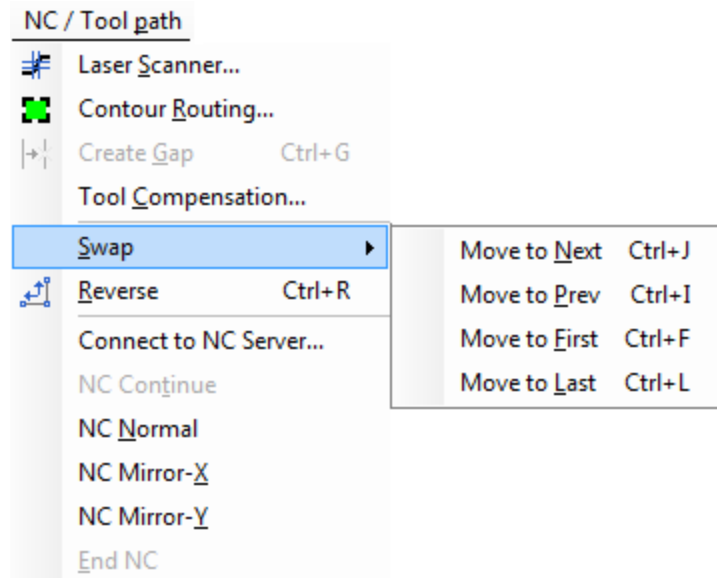 NC / Tool path
Laser Scanner...
Contour Routing...
Create Gap Ctrl+G
Tool Compensation...
Swap
Move to Next Ctrl+J
Move to Prev Ctrl+I
Move to First Ctrl+F
Move to Last Ctrl+L
Reverse Ctrl+R
Connect to NC Server...
NC Continue
NC Normal
NC Mirror-X
NC Mirror-Y
End NC